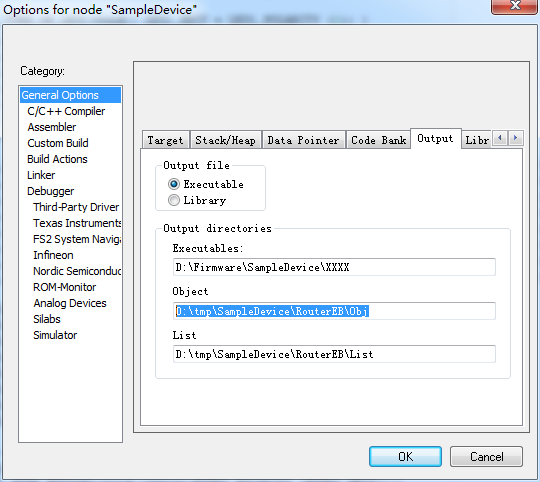 Options for node "SampleDevice"
Category:
General Options
C/C++ Compiler
Assembler
Custom Build
Build Actions
Linker
Debugger
Third-Party Driver
Texas Instruments
FS2 System Naviga
Infineon
Nordic Semiconduc
ROM-Monitor
Analog Devices
Silabs
Simulator
Target Stack/Heap Data Pointer Code Bank Output Libr
Output file
Executable
Library
Output directories
Executables:
D:\Firmware\SampleDevice\XXXX
Object
D:\tmp\SampleDevice\RouterEB\Obj
List
D:\tmp\SampleDevice\RouterEB\List
OK Cancel